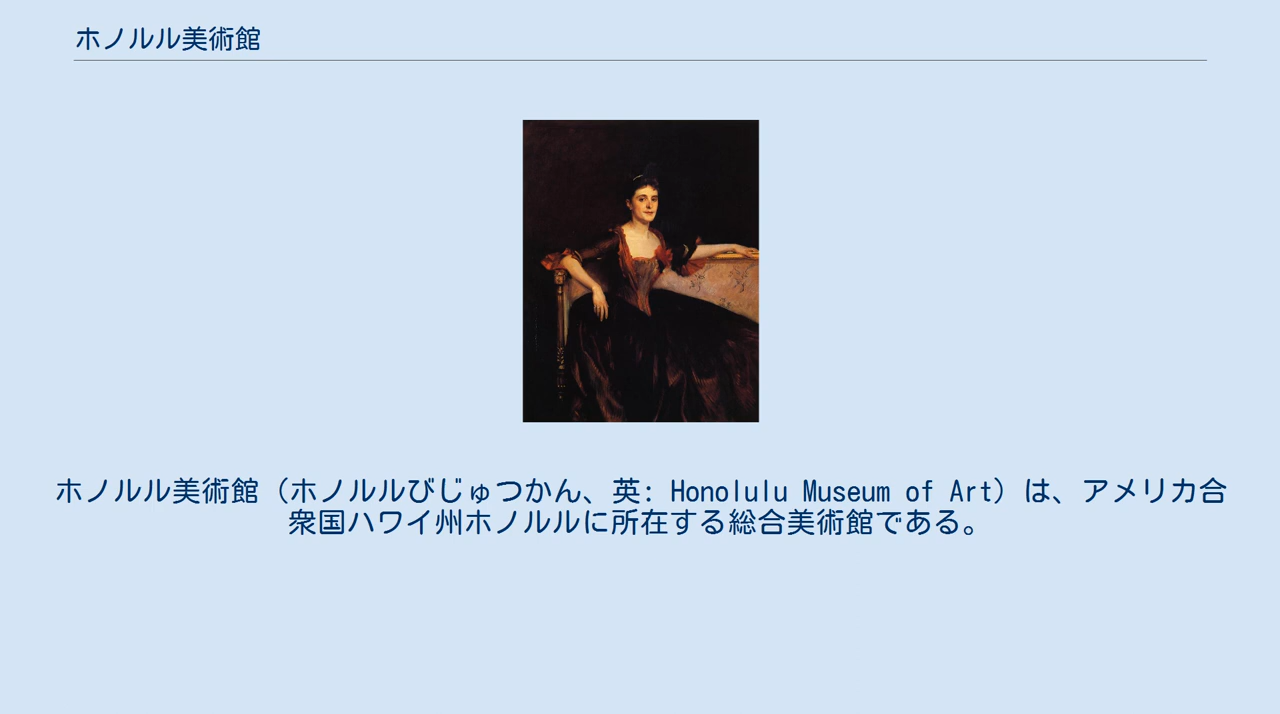 ホノルル美術館
ホノルル美術館（ホノルルびじゅつかん、英: Honolulu Museum of Art）は、アメリカ合
衆国ハワイ州ホノルルに所在する総合美術館である。